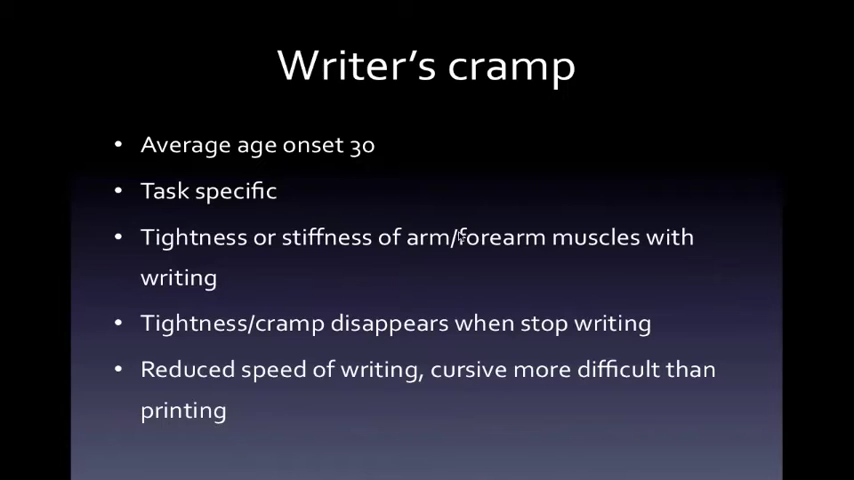 Writer's cramp
• Average age onset 30
• Task specific
• Tightness or stiffness of arm/forearm muscles with
writing
• Tightness/cramp disappears when stop writing
• Reduced speed of writing, cursive more difficult than
printing